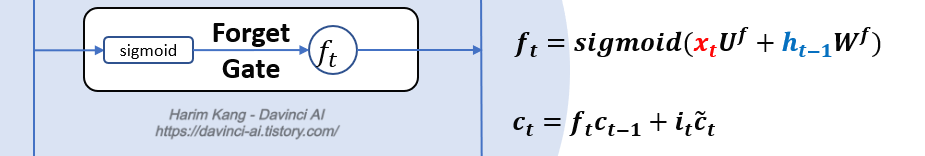 Forget
sigmoid
f_t
Gate
Harim Kang - Davinci AI
https://davinci-ai.tistory.com/
f_t = sigmoid(x_t U^f + h_{t-1} W^f)
c_t = f_t c_{t-1} + i_t c̃_t